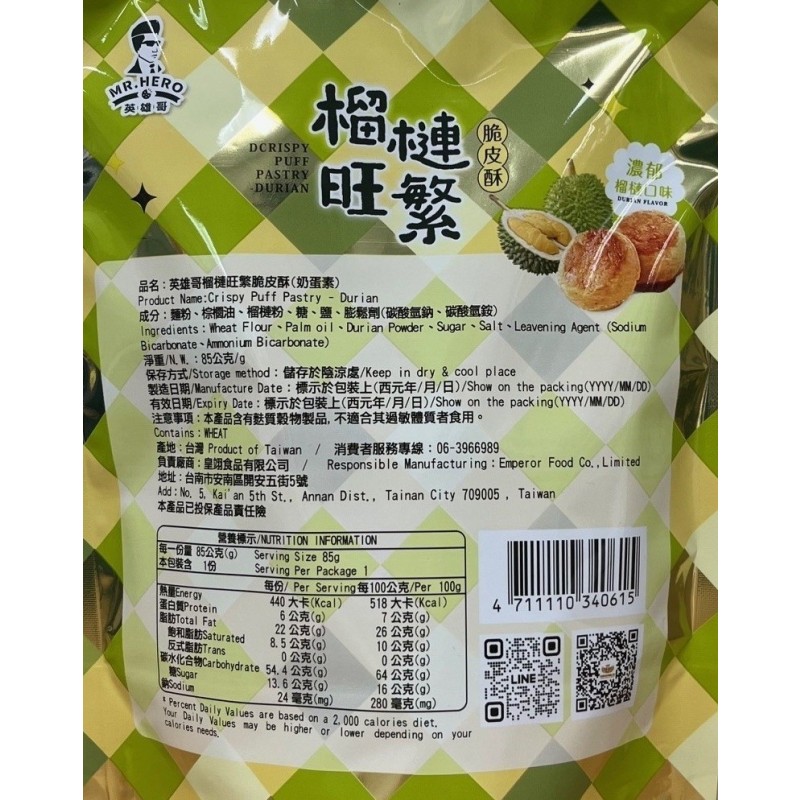 MR.HERO
英雄哥
DCRISPY
PUFF
PASTRY
-DURIAN
榴槤
旺繁
脆皮酥
濃郁
榴槤口味
DURIAN FLAVOR
品名：英雄哥榴槤旺繁脆皮酥(奶蛋素)
Product Name:Crispy Puff Pastry - Durian
成分：麵粉、棕櫚油、榴槤粉、糖、鹽、膨鬆劑(碳酸氫鈉、碳酸氫銨)
Ingredients：Wheat Flour、Palm oil、Durian Powder、Sugar、Salt、Leavening Agent (Sodium
Bicarbonate、Ammonium Bicarbonate)
淨重/N.W.：85公克/g
保存方式/Storage method：儲存於陰涼處/Keep in dry & cool place
製造日期/Manufacture Date：標示於包裝上(西元年/月/日)/Show on the packing(YYYY/MM/DD)
有效日期/Expiry Date：標示於包裝上(西元年/月/日)/Show on the packing(YYYY/MM/DD)
注意事項：本產品含有麩質穀物製品,不適合其過敏體質者食用。
Contains：WHEAT
產地：台灣 Product of Taiwan / 消費者服務專線：06-3966989
負責廠商：皇翊食品有限公司 / Responsible Manufacturing：Emperor Food Co.,Limited
地址：台南市安南區開安五街5號
Add：No. 5, Kai'an 5th St., Annan Dist., Tainan City 709005 , Taiwan
本產品已投保產品責任險
營養標示/NUTRITION INFORMATION
每一份量 85公克(g) Serving Size 85g
本包裝含 1份 Serving Per Package 1
每份/ Per Serving 每100公克/Per 100g
熱量Energy 440 大卡(Kcal) 518 大卡(Kcal)
蛋白質Protein 6 公克(g) 7 公克(g)
脂肪Total Fat 22 公克(g) 26 公克(g)
飽和脂肪Saturated 8.5 公克(g) 10 公克(g)
反式脂肪Trans 0 公克(g) 0 公克(g)
碳水化合物Carbohydrate 54.4 公克(g) 64 公克(g)
糖Sugar 13.6 公克(g) 16 公克(g)
鈉Sodium 24 毫克(mg) 280 毫克(mg)
* Percent Daily Values are based on a 2,000 calories diet.
Your Daily Values may be higher or lower depending on your
calories needs.
4 711110 340615
LINE